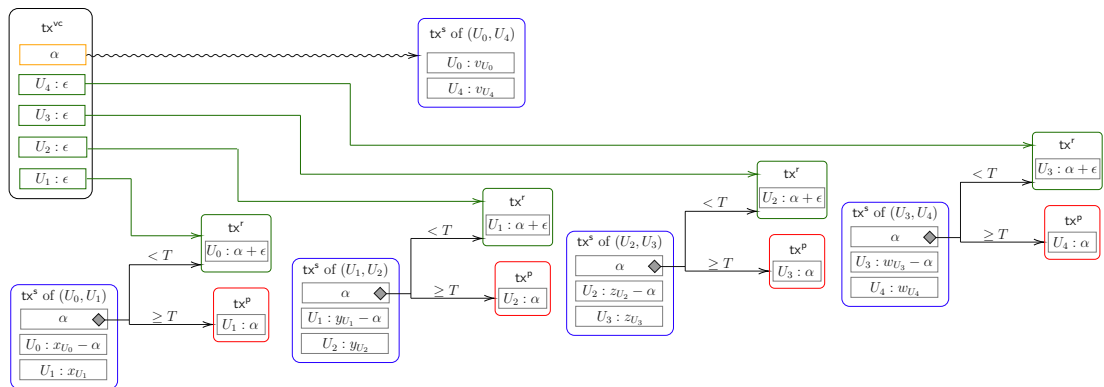 tx^vc
α
U_4 : ϵ
U_3 : ϵ
U_2 : ϵ
U_1 : ϵ
tx^s of (U_0, U_4)
U_0 : v_{U_0}
U_4 : v_{U_4}
tx^r
U_0 : α + ϵ
< T
≥ T
tx^p
U_1 : α
tx^s of (U_0, U_1)
α
U_0 : x_{U_0} − α
U_1 : x_{U_1}
tx^r
U_1 : α + ϵ
< T
≥ T
tx^p
U_2 : α
tx^s of (U_1, U_2)
α
U_1 : y_{U_1} − α
U_2 : y_{U_2}
tx^r
U_2 : α + ϵ
< T
≥ T
tx^p
U_3 : α
tx^s of (U_2, U_3)
α
U_2 : z_{U_2} − α
U_3 : z_{U_3}
tx^r
U_3 : α + ϵ
< T
≥ T
tx^p
U_4 : α
tx^s of (U_3, U_4)
α
U_3 : w_{U_3} − α
U_4 : w_{U_4}